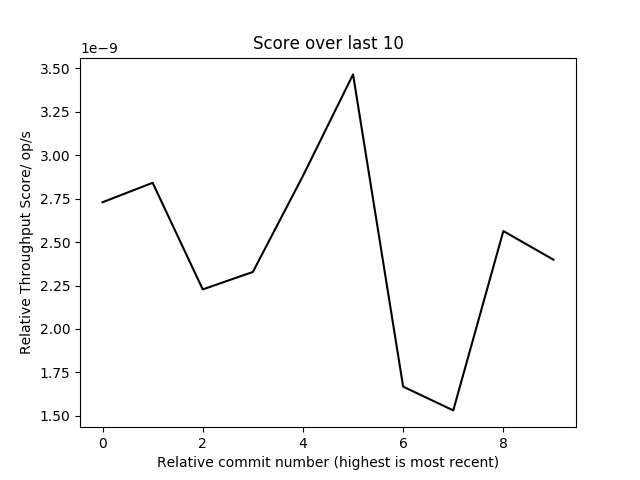 Score over last 10
1e−9
3.50
3.25
3.00
2.75
2.50
2.25
2.00
1.75
1.50
Relative Throughput Score/ op/s
0 2 4 6 8
Relative commit number (highest is most recent)